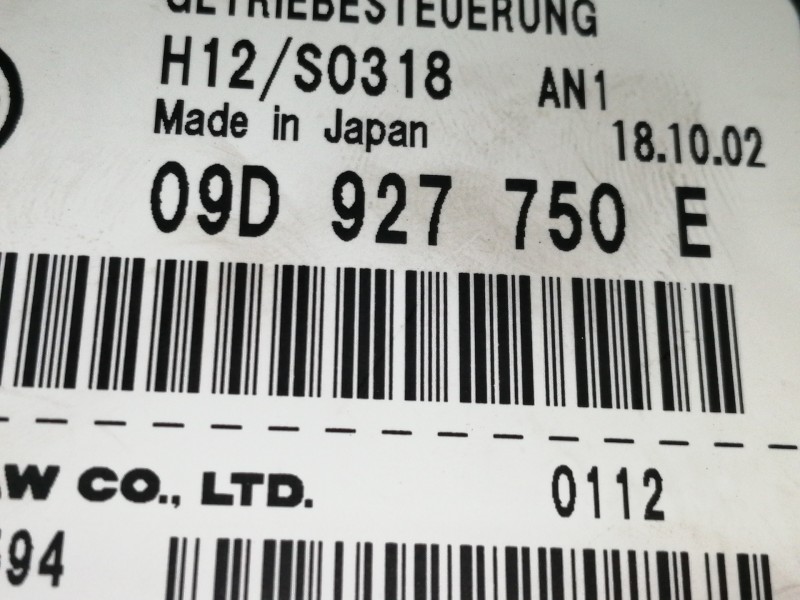 GETRIEBESTEUERUNG
H12/S0318 AN1
Made in Japan 18.10.02
09D 927 750 E
AW CO., LTD. 0112
94